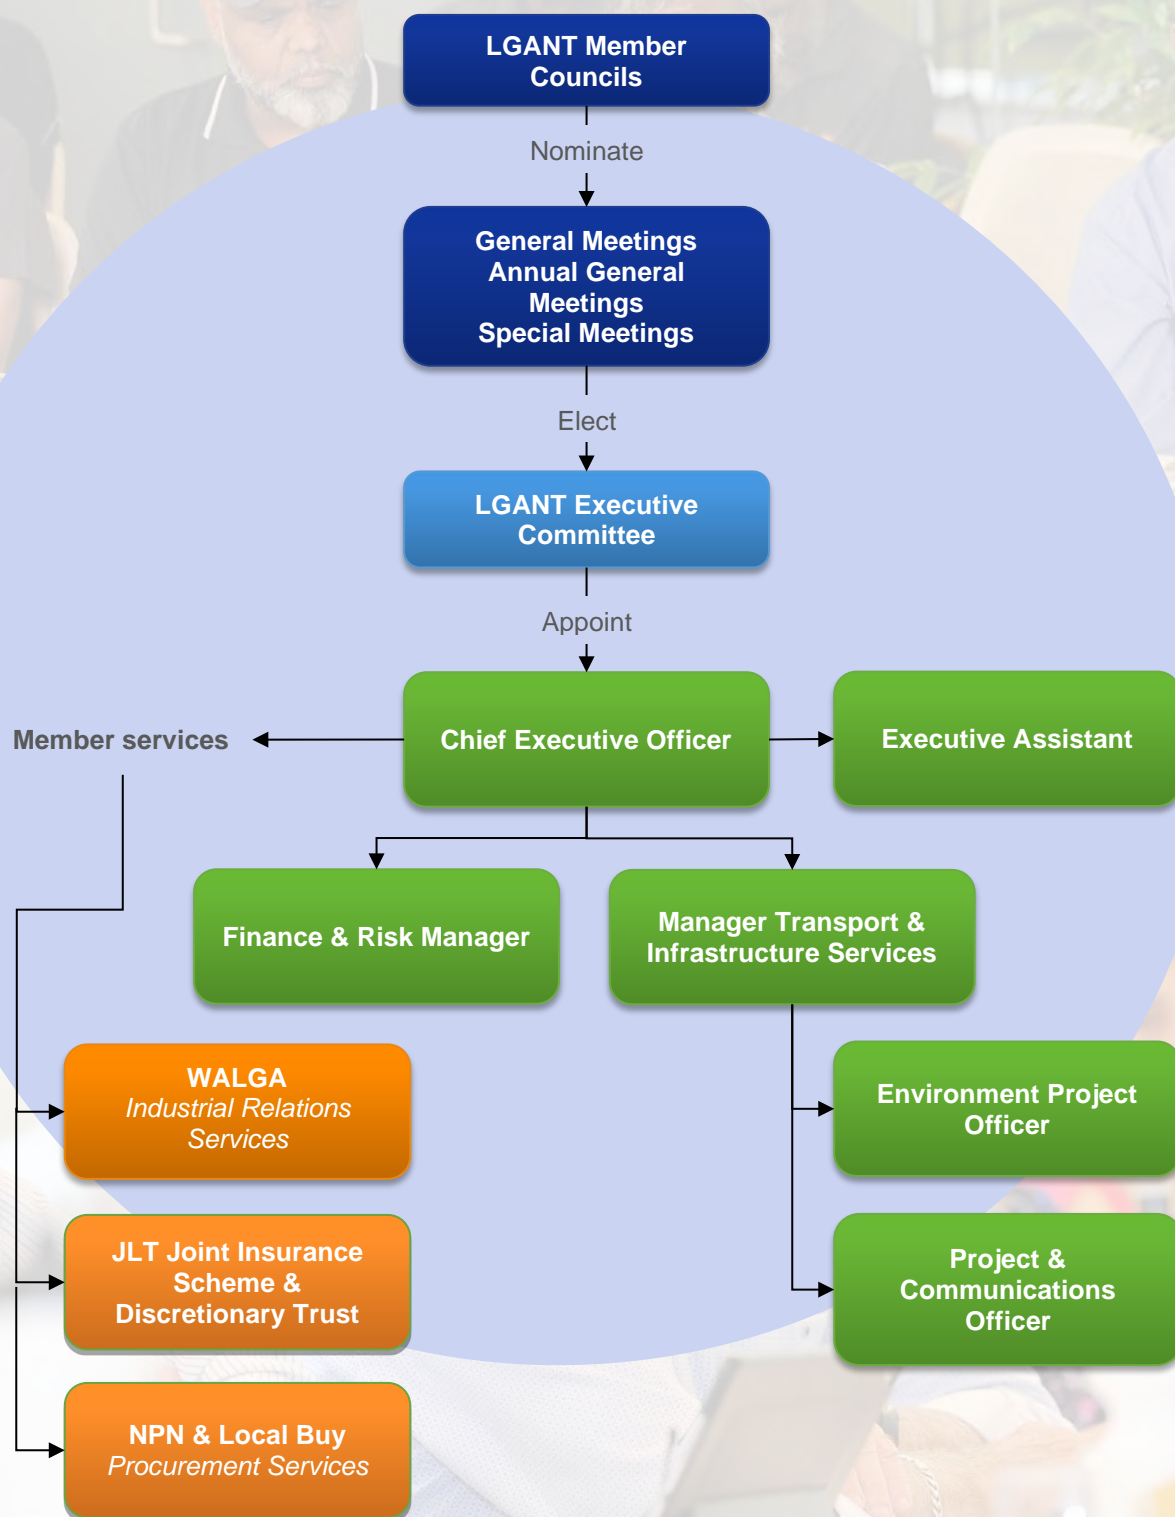 LGANT Member
Councils
Nominate
General Meetings
Annual General
Meetings
Special Meetings
Elect
LGANT Executive
Committee
Appoint
Member services
Chief Executive Officer
Executive Assistant
Finance & Risk Manager
Manager Transport &
Infrastructure Services
WALGA
Industrial Relations
Services
Environment Project
Officer
JLT Joint Insurance
Scheme &
Discretionary Trust
Project &
Communications
Officer
NPN & Local Buy
Procurement Services